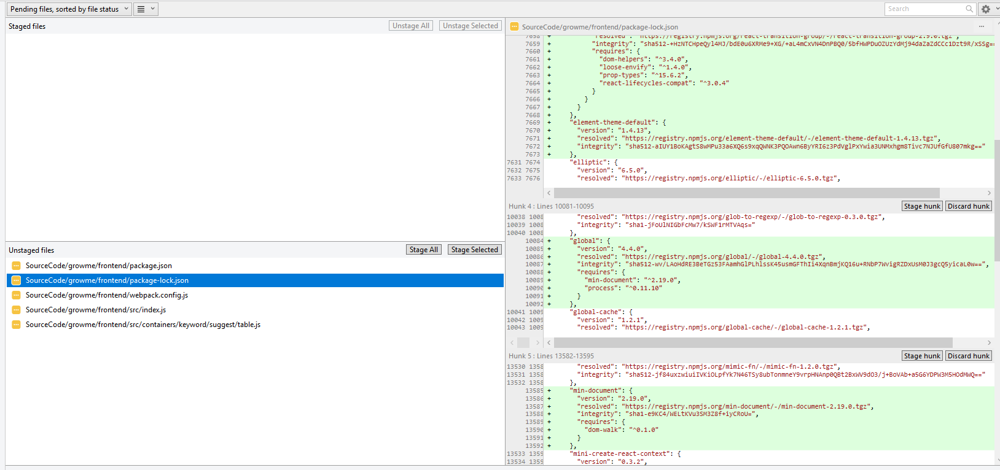 Pending files, sorted by file status
Search
Staged files
Unstage All
Unstage Selected
Unstaged files
Stage All
Stage Selected
SourceCode/growme/frontend/package.json
SourceCode/growme/frontend/package-lock.json
SourceCode/growme/frontend/webpack.config.js
SourceCode/growme/frontend/src/index.js
SourceCode/growme/frontend/src/containers/keyword/suggest/table.js
SourceCode/growme/frontend/package-lock.json
7658 + "resolved": "https://registry.npmjs.org/react-transition-group/-/react-transition-group-2.9.0.tgz",
7659 + "integrity": "sha512-+HzNTCHpeQyl4MJ/bdE0u6XRMe9+XG/+aL4mCxVN4DnPBQ0/5bfHWPDuOZUzYdMj94daZaZdCCc1Dzt9R/xSSg==
7660 + "requires": {
7661 + "dom-helpers": "^3.4.0",
7662 + "loose-envify": "^1.4.0",
7663 + "prop-types": "^15.6.2",
7664 + "react-lifecycles-compat": "^3.0.4"
7665 + }
7666 + }
7667 + }
7668 + },
7669 + "element-theme-default": {
7670 + "version": "1.4.13",
7671 + "resolved": "https://registry.npmjs.org/element-theme-default/-/element-theme-default-1.4.13.tgz",
7672 + "integrity": "sha512-aIUY1BoKAgtS8wMPu33a6XQ6s9xqQWNK3PQOAwn6ByYRI6z3PdVglPxYwia3UNMxhgm8Tivc7NJUfGfU807mkg=="
7673 + },
7631 7674 "elliptic": {
7632 7675 "version": "6.5.0",
7633 7676 "resolved": "https://registry.npmjs.org/elliptic/-/elliptic-6.5.0.tgz",
Hunk 4 : Lines 10081-10095
Stage hunk
Discard hunk
10038 1008 "resolved": "https://registry.npmjs.org/glob-to-regexp/-/glob-to-regexp-0.3.0.tgz",
10039 1008 "integrity": "sha1-jFoUlNIGbFcMw7/kSWF1rMTVAqs="
10040 1008 },
10084 + "global": {
10085 + "version": "4.4.0",
10086 + "resolved": "https://registry.npmjs.org/global/-/global-4.4.0.tgz",
10087 + "integrity": "sha512-wv/LAoHdRE3BeTGz53FAamhGlPLhlssK45usmGFThIi4XqnBmjKQ16u+RNbP7WvigRZDxUsM0J3gcQ5yicaL0w==",
10088 + "requires": {
10089 + "min-document": "^2.19.0",
10090 + "process": "^0.11.10"
10091 + }
10092 + },
10041 1009 "global-cache": {
10042 1009 "version": "1.2.1",
10043 1009 "resolved": "https://registry.npmjs.org/global-cache/-/global-cache-1.2.1.tgz",
Hunk 5 : Lines 13582-13595
Stage hunk
Discard hunk
13530 1358 "resolved": "https://registry.npmjs.org/mimic-fn/-/mimic-fn-1.2.0.tgz",
13531 1358 "integrity": "sha512-jf84uxzwiuiIVKiOLpfYk7N46TSy8ubTonmneY9vrpHNAnp0QBt2BxWV9dO3/j+BoVAb+a5G6YDPW3M5HOdMWQ=="
13532 1358 },
13585 + "min-document": {
13586 + "version": "2.19.0",
13587 + "resolved": "https://registry.npmjs.org/min-document/-/min-document-2.19.0.tgz",
13588 + "integrity": "sha1-e9KC4/WELtKVu3SM3Z8f+iyCRoU=",
13589 + "requires": {
13590 + "dom-walk": "^0.1.0"
13591 + }
13592 + },
13533 1359 "mini-create-react-context": {
13534 1359 "version": "0.3.2",